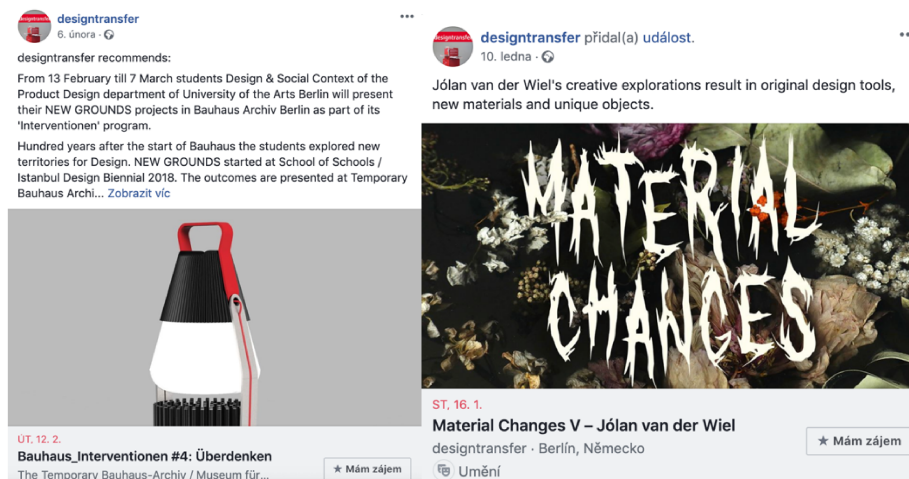 designtransfer
6. února
designtransfer recommends:
From 13 February till 7 March students Design & Social Context of the
Product Design department of University of the Arts Berlin will present
their NEW GROUNDS projects in Bauhaus Archiv Berlin as part of its
'Interventionen' program.
Hundred years after the start of Bauhaus the students explored new
territories for Design. NEW GROUNDS started at School of Schools /
Istanbul Design Biennial 2018. The outcomes are presented at Temporary
Bauhaus Archi... Zobrazit víc
ÚT, 12. 2.
Bauhaus_Interventionen #4: Überdenken
The Temporary Bauhaus-Archiv / Museum für...
★ Mám zájem
designtransfer
designtransfer přidal(a) událost.
10. ledna
Jólan van der Wiel's creative explorations result in original design tools,
new materials and unique objects.
MATERIAL
CHANGES
ST, 16. 1.
Material Changes V – Jólan van der Wiel
designtransfer · Berlín, Německo
Umění
★ Mám zájem